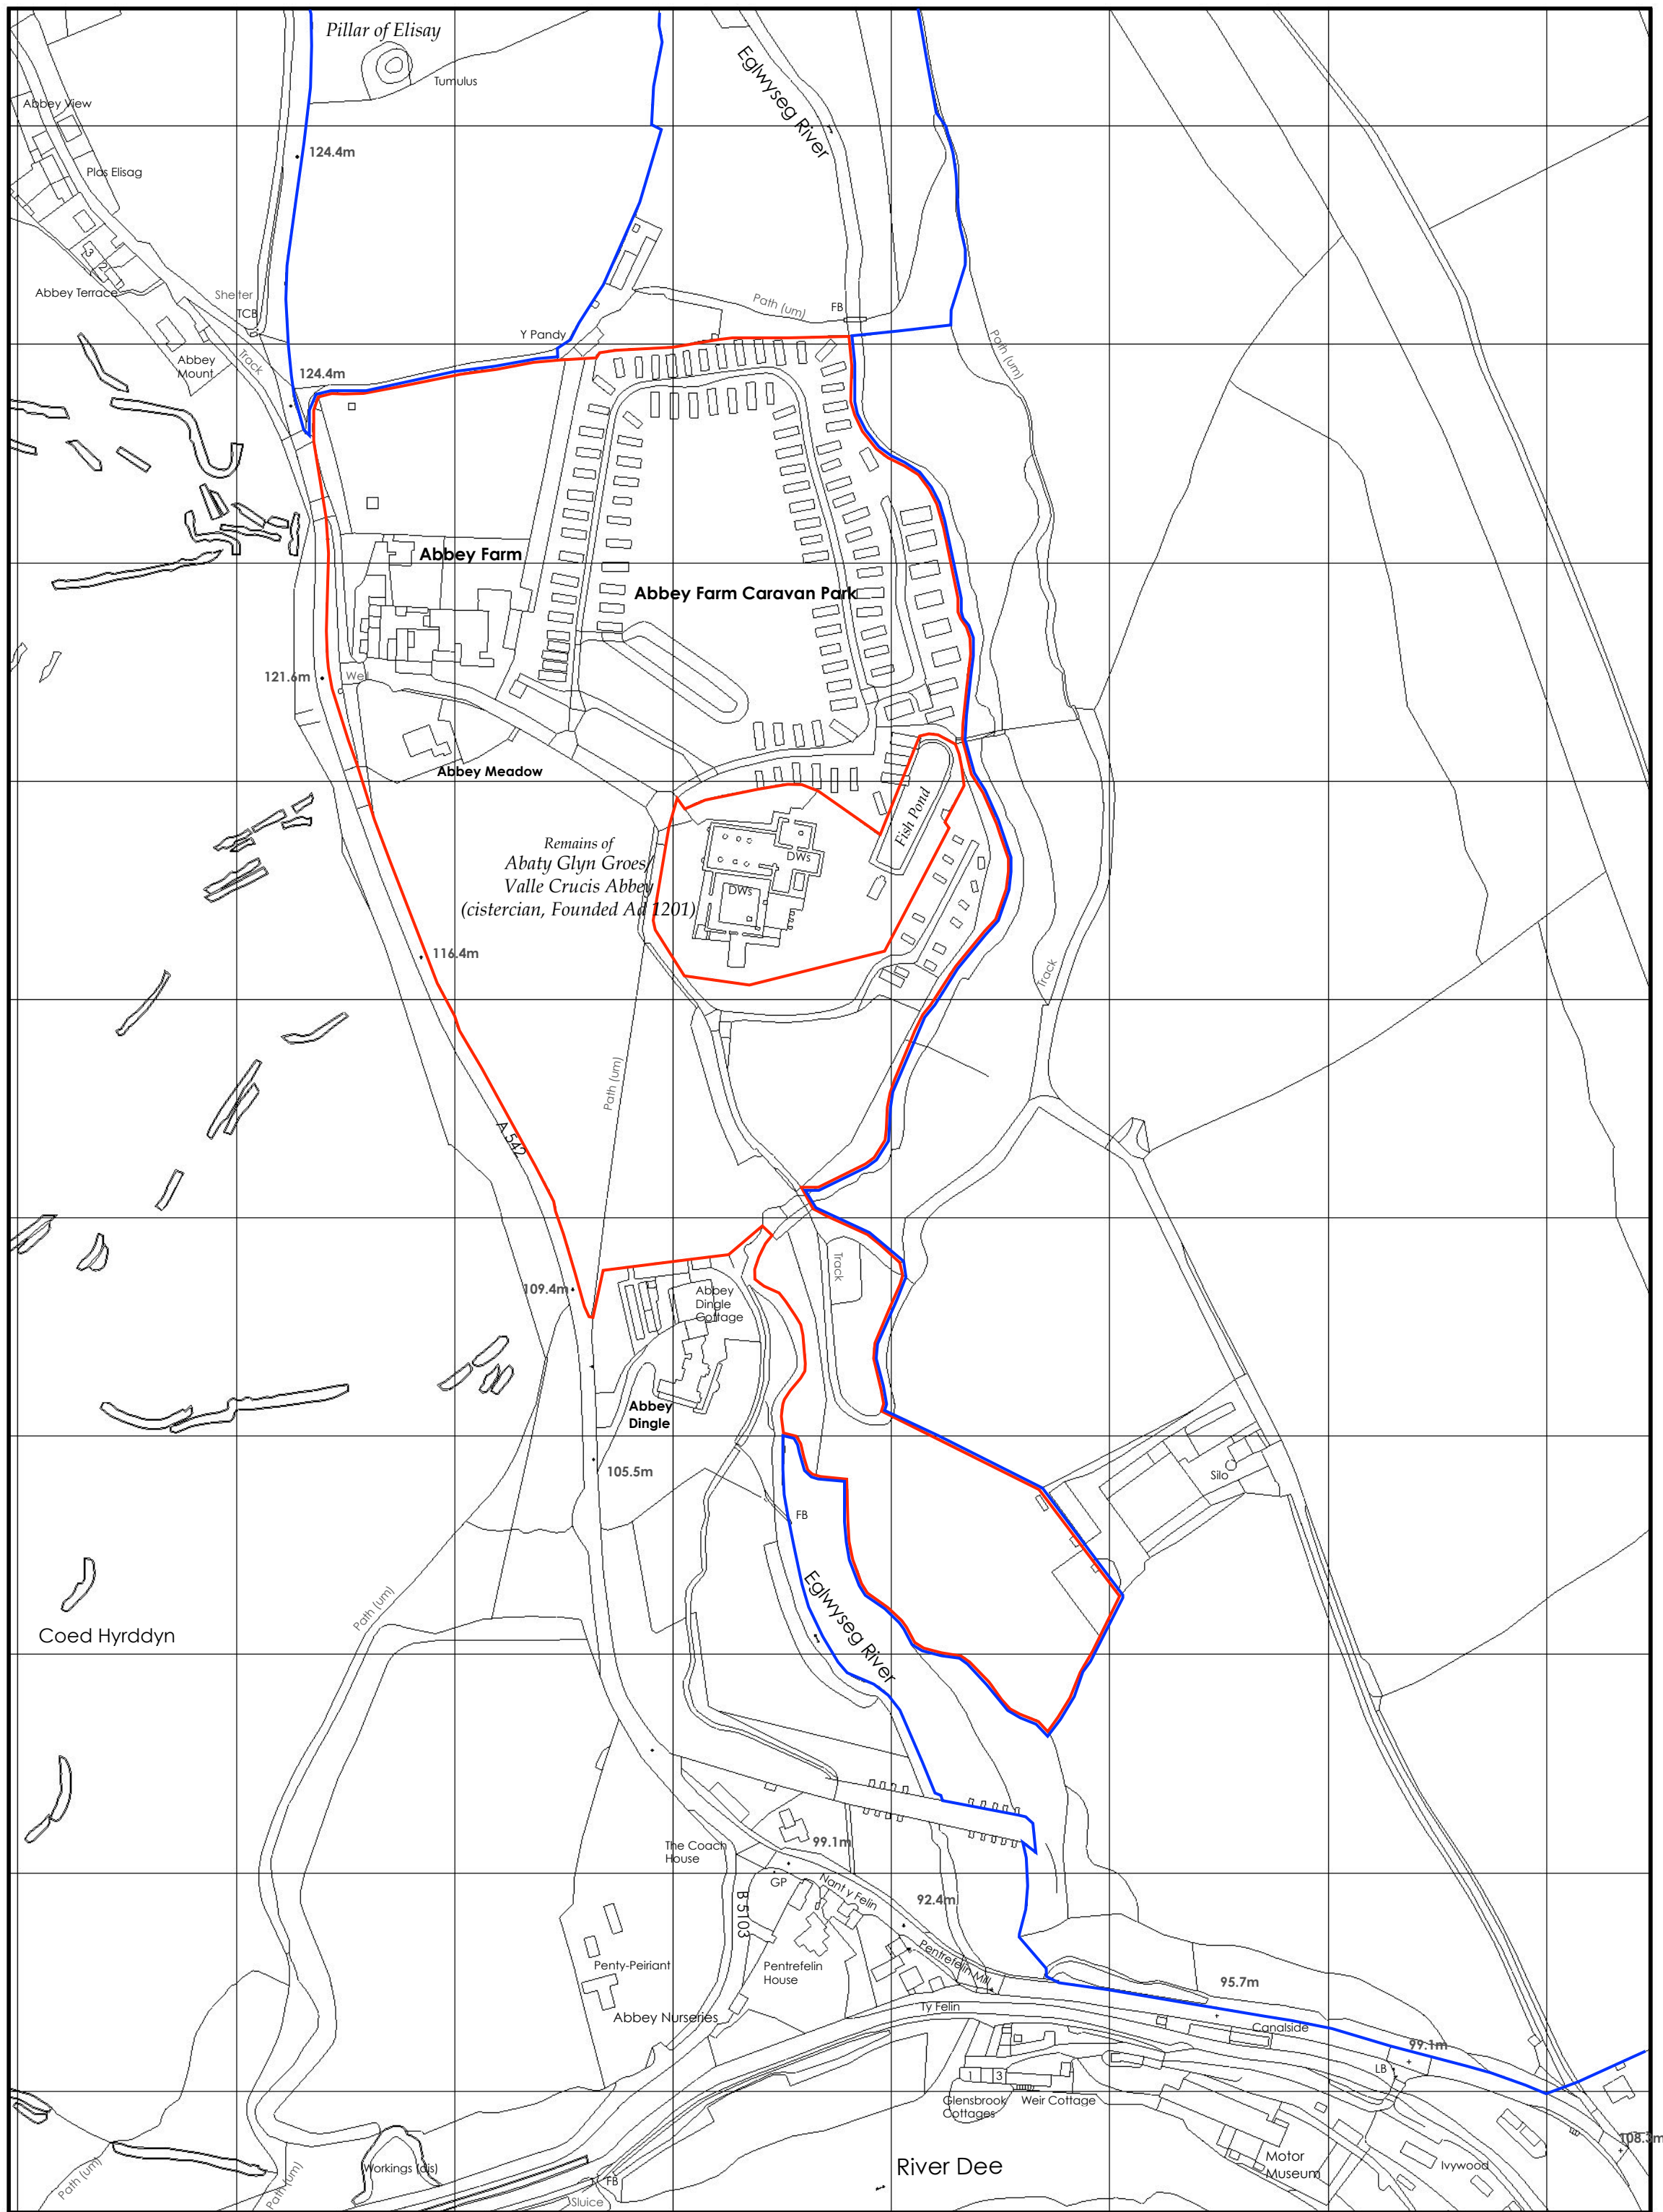 Pillar of Elisay
Tumulus
Eglwyseg River
Abbey View
124.4m
Plas Elisag
3
2
Abbey Terrace
Shelter
TCB
Path (um)
FB
Y Pandy
Path (um)
Track
Abbey
Mount
124.4m
Abbey Farm
Abbey Farm Caravan Park
121.6m
Well
Abbey Meadow
Fish Pond
Remains of
Abaty Glyn Groes/
Valle Crucis Abbey
(cistercian, Founded Ad 1201)
DWs
DWs
116.4m
Track
Path (um)
A 542
Track
109.4m
Abbey
Dingle
Cottage
Abbey
Dingle
105.5m
Silo
FB
Eglwyseg River
Path (um)
Coed Hyrddyn
The Coach
House
99.1m
GP
Nant y Felin
92.4m
B 5103
Pentrefelin Mill
Penty-Peiriant
Pentrefelin
House
95.7m
Abbey Nurseries
Ty Felin
Canalside
99.1m
LB
1
3
Glensbrook
Cottages
Weir Cottage
108.3m
Motor
Museum
Ivywood
River Dee
Workings (dis)
Path (um)
Path (um)
FB
Sluice